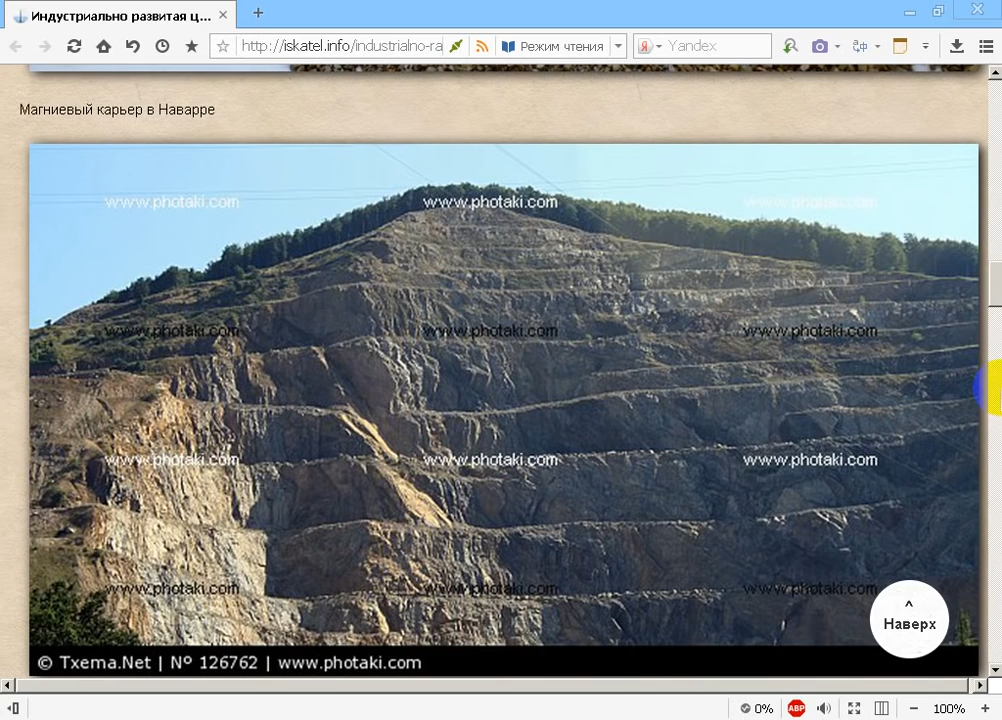 Индустриально развитая ц...
http://iskatel.info/industrialno-ra
Режим чтения
Я
Yandex
Магниевый карьер в Наварре
www.photaki.com www.photaki.com www.photaki.com
www.photaki.com www.photaki.com www.photaki.com
www.photaki.com www.photaki.com www.photaki.com
www.photaki.com www.photaki.com www.photaki.com
^
Наверх
© Txema.Net | Nº 126762 | www.photaki.com
0% ABP 100%